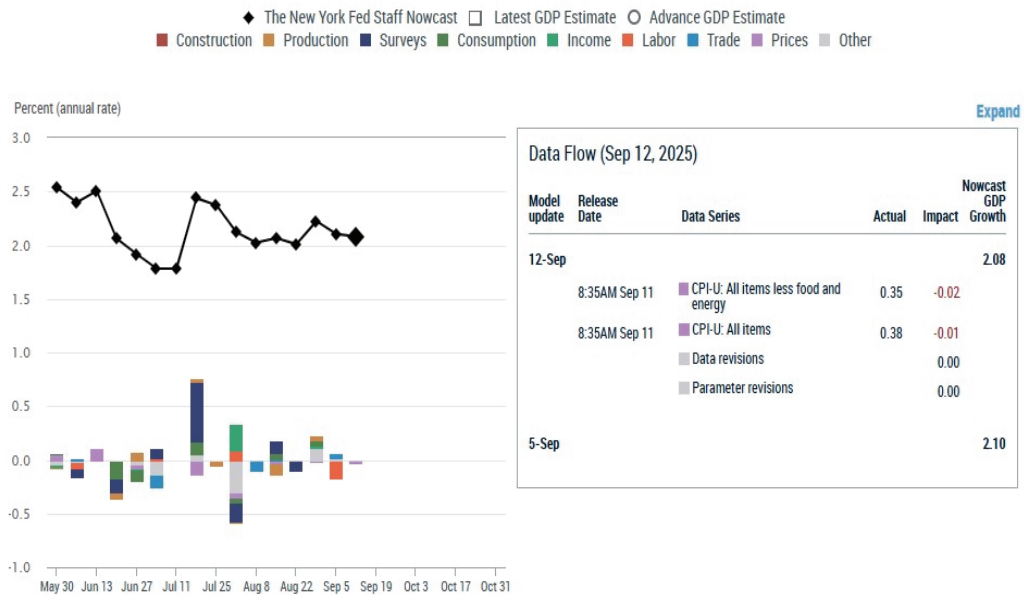 The New York Fed Staff Nowcast Latest GDP Estimate Advance GDP Estimate
Construction Production Surveys Consumption Income Labor Trade Prices Other
Percent (annual rate)
Expand
3.0
2.5
2.0
1.5
1.0
0.5
0.0
-0.5
-1.0
May 30 Jun 13 Jun 27 Jul 11 Jul 25 Aug 8 Aug 22 Sep 5 Sep 19 Oct 3 Oct 17 Oct 31
Data Flow (Sep 12, 2025)
Nowcast
Model Release GDP
update Date Data Series Actual Impact Growth
12-Sep 2.08
8:35AM Sep 11 CPI-U: All items less food and 0.35 -0.02
energy
8:35AM Sep 11 CPI-U: All items 0.38 -0.01
Data revisions 0.00
Parameter revisions 0.00
5-Sep 2.10